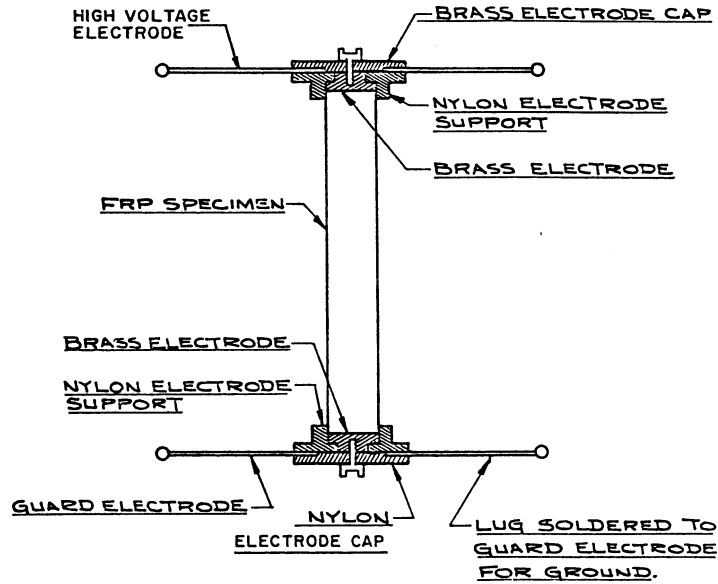 HIGH VOLTAGE
ELECTRODE
BRASS ELECTRODE CAP
NYLON ELECTRODE
SUPPORT
BRASS ELECTRODE
FRP SPECIMEN
BRASS ELECTRODE
NYLON ELECTRODE
SUPPORT
GUARD ELECTRODE
NYLON
ELECTRODE CAP
LUG SOLDERED TO
GUARD ELECTRODE
FOR GROUND.